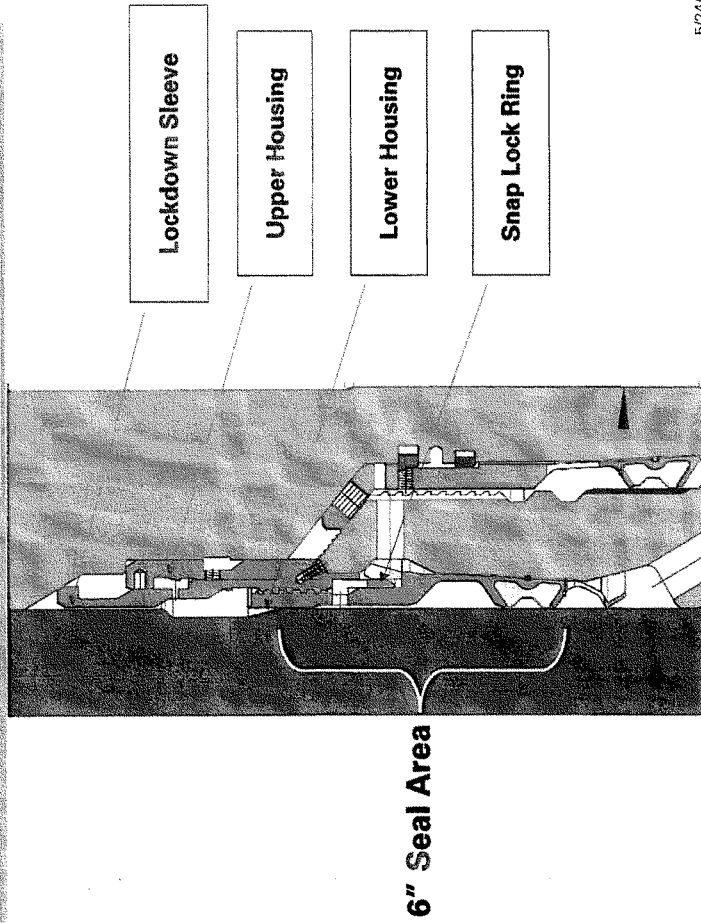 Lockdown Sleeve
Upper Housing
Lower Housing
Snap Lock Ring
6" Seal Area